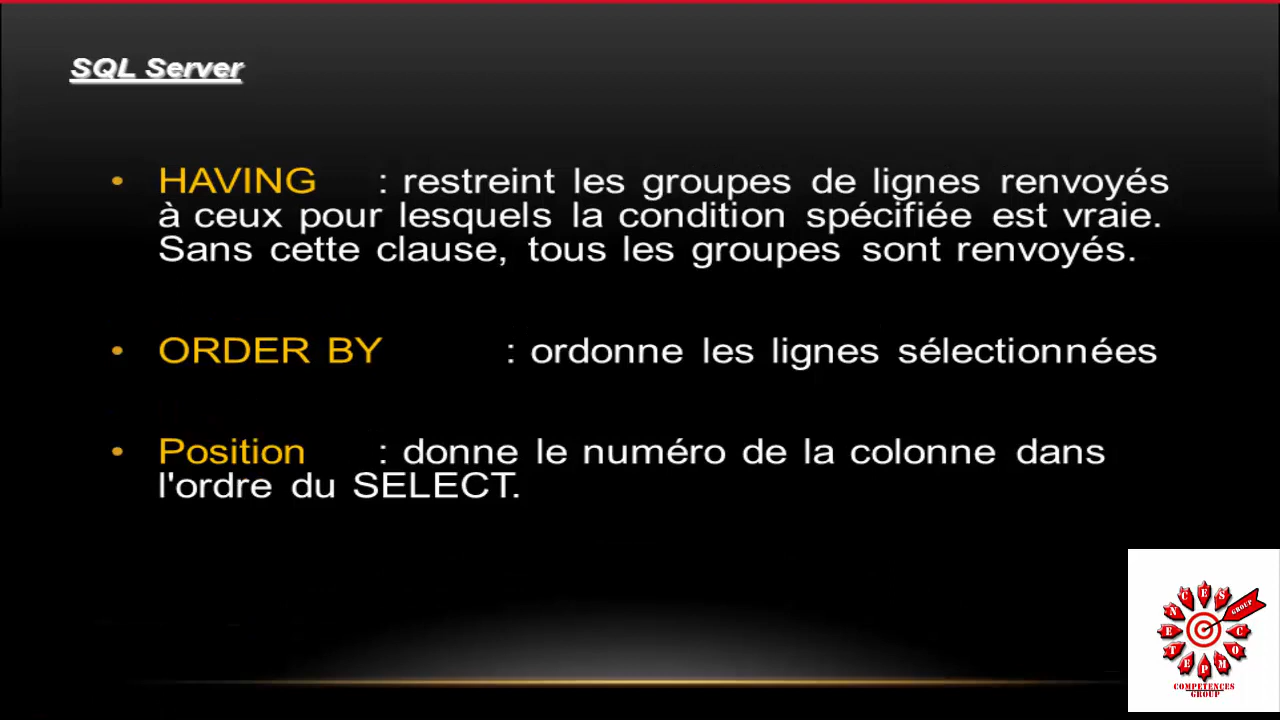 SQL Server
• HAVING : restreint les groupes de lignes renvoyés
à ceux pour lesquels la condition spécifiée est vraie.
Sans cette clause, tous les groupes sont renvoyés.
• ORDER BY : ordonne les lignes sélectionnées
• Position : donne le numéro de la colonne dans
l'ordre du SELECT.
COMPETENCES
GROUP
COMPETENCES
GROUP